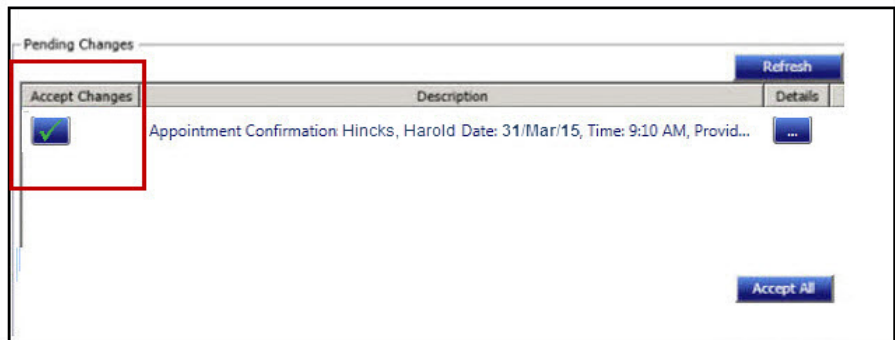 Pending Changes
Refresh
Accept Changes Description Details
Appointment Confirmation: Hincks, Harold Date: 31/Mar/15, Time: 9:10 AM, Provid... ...
Accept All